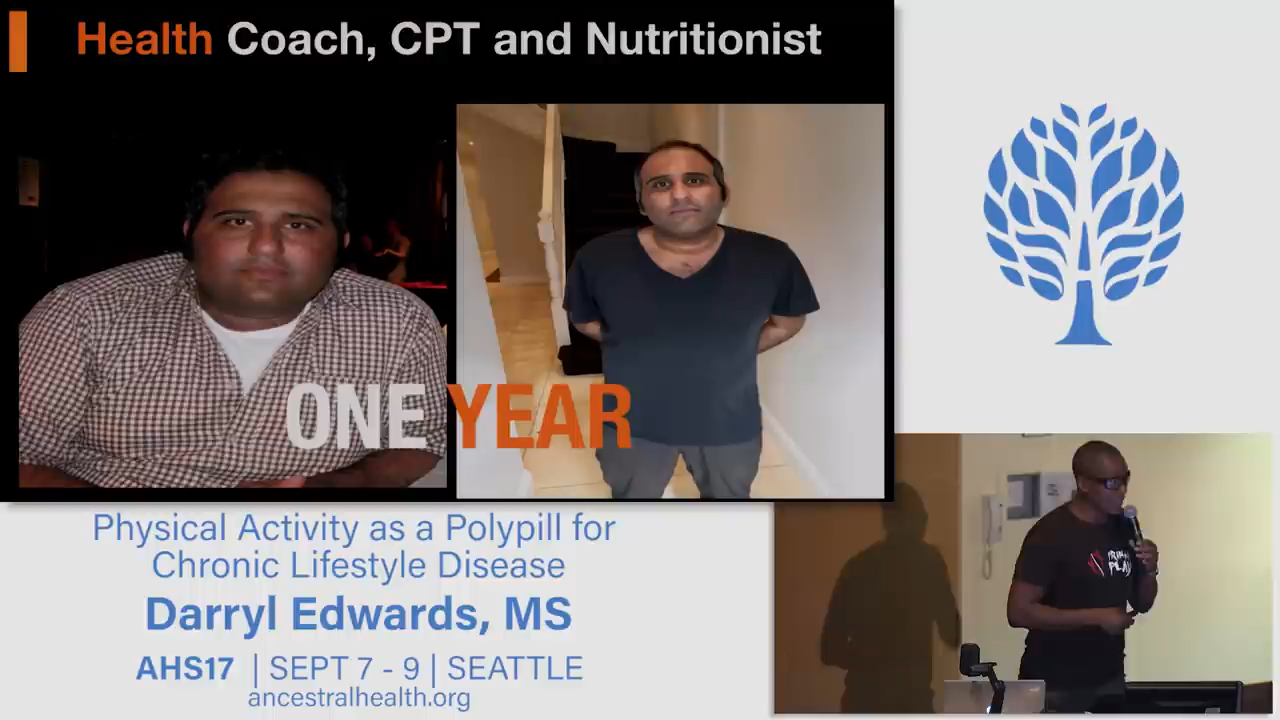 Health Coach, CPT and Nutritionist
ONE YEAR
Physical Activity as a Polypill for
Chronic Lifestyle Disease
Darryl Edwards, MS
AHS17 | SEPT 7 - 9 | SEATTLE
ancestralhealth.org